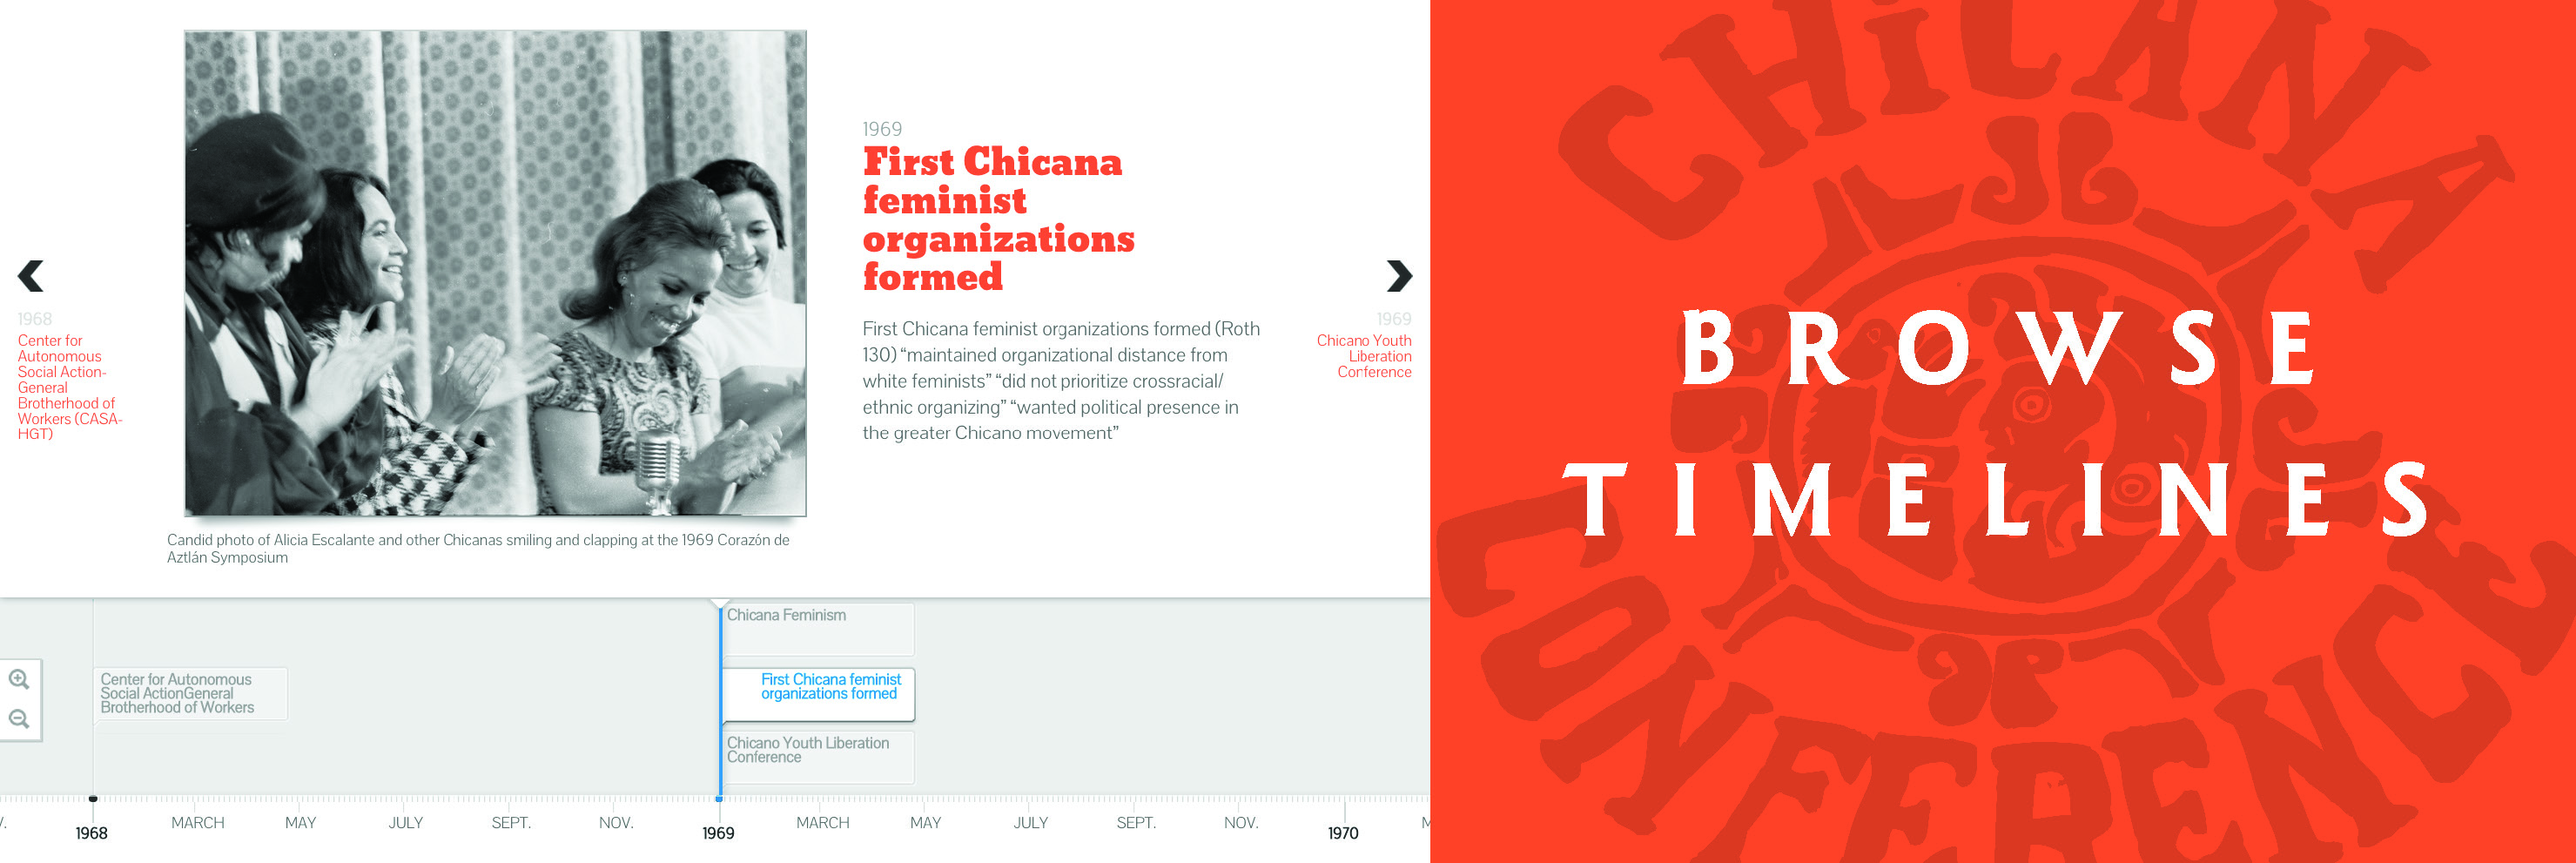 1969
First Chicana
feminist
organizations
formed
First Chicana feminist organizations formed (Roth
130) “maintained organizational distance from
white feminists” “did not prioritize crossracial/
ethnic organizing” “wanted political presence in
the greater Chicano movement”
1968
Center for
Autonomous
Social Action-
General
Brotherhood of
Workers (CASA-
HGT)
1969
Chicano Youth
Liberation
Conference
Candid photo of Alicia Escalante and other Chicanas smiling and clapping at the 1969 Corazón de
Aztlán Symposium
Chicana Feminism
Center for Autonomous
Social ActionGeneral
Brotherhood of Workers
First Chicana feminist
organizations formed
Chicano Youth Liberation
Conference
1968 MARCH MAY JULY SEPT. NOV. 1969 MARCH MAY JULY SEPT. NOV. 1970
CHiCANA
BROWSE
TIMELINES
CONFERENCE